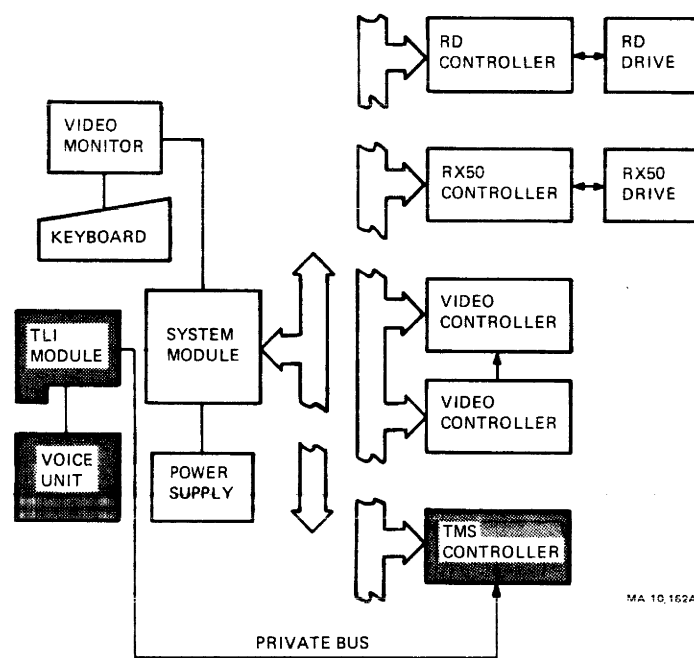 RD
CONTROLLER
RD
DRIVE
VIDEO
MONITOR
RX50
CONTROLLER
RX50
DRIVE
KEYBOARD
TLI
MODULE
SYSTEM
MODULE
VIDEO
CONTROLLER
VIDEO
CONTROLLER
VOICE
UNIT
POWER
SUPPLY
TMS
CONTROLLER
PRIVATE BUS
MA 10,162A